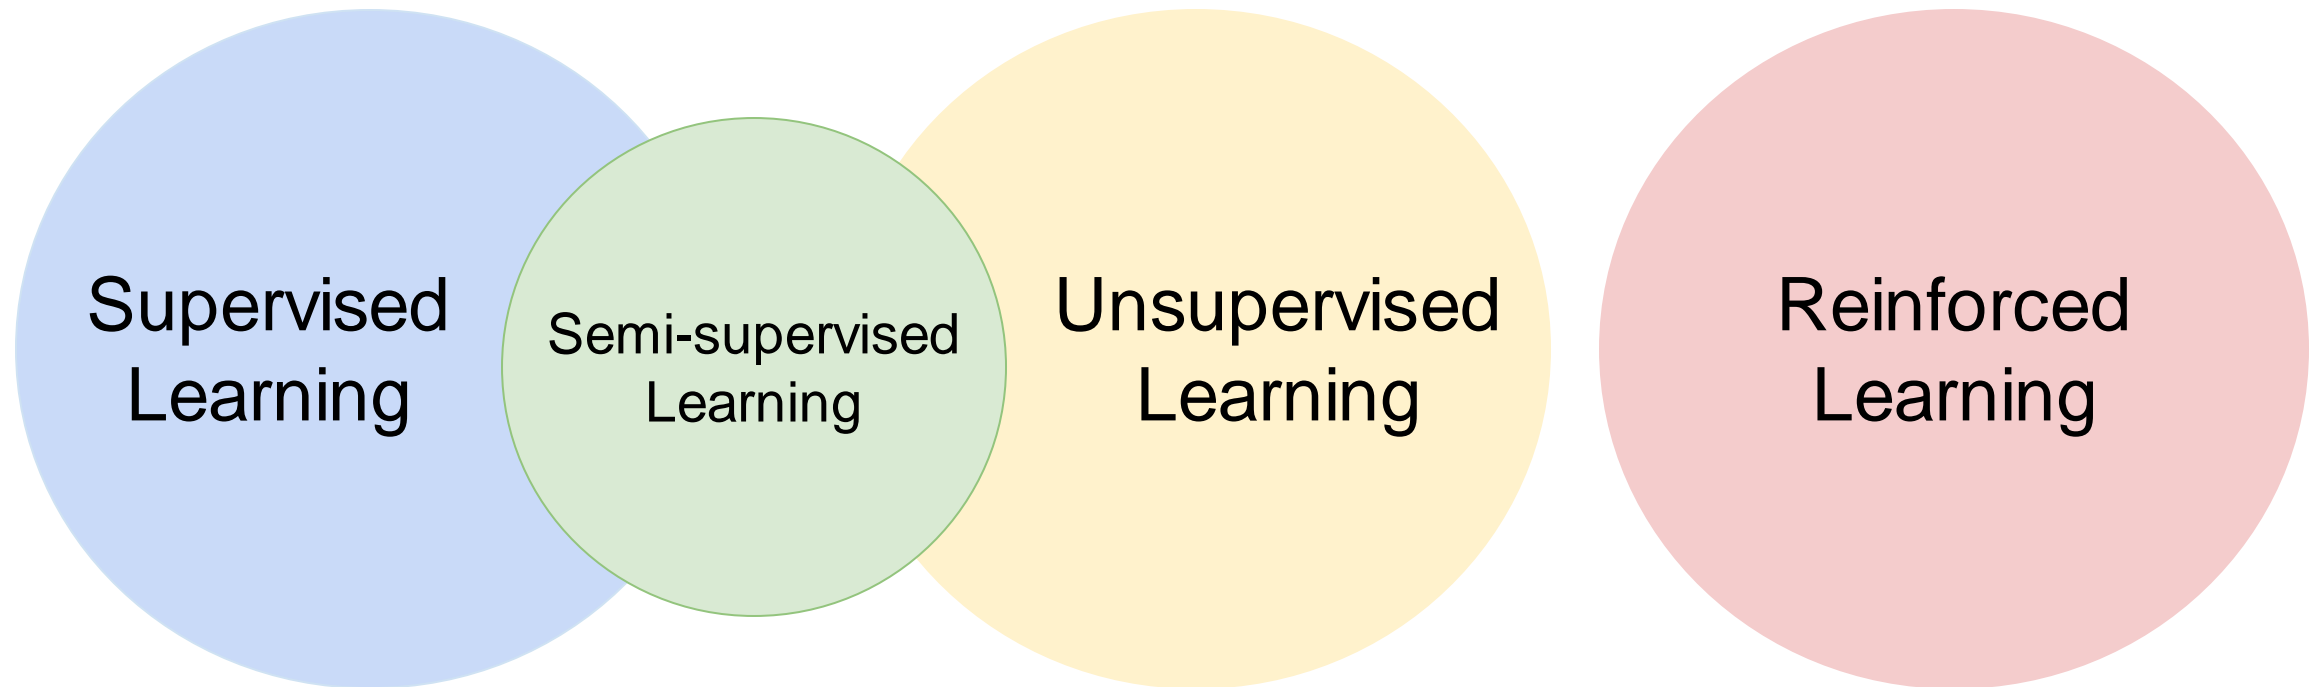 Supervised
Learning
Semi-supervised
Learning
Unsupervised
Learning
Reinforced
Learning